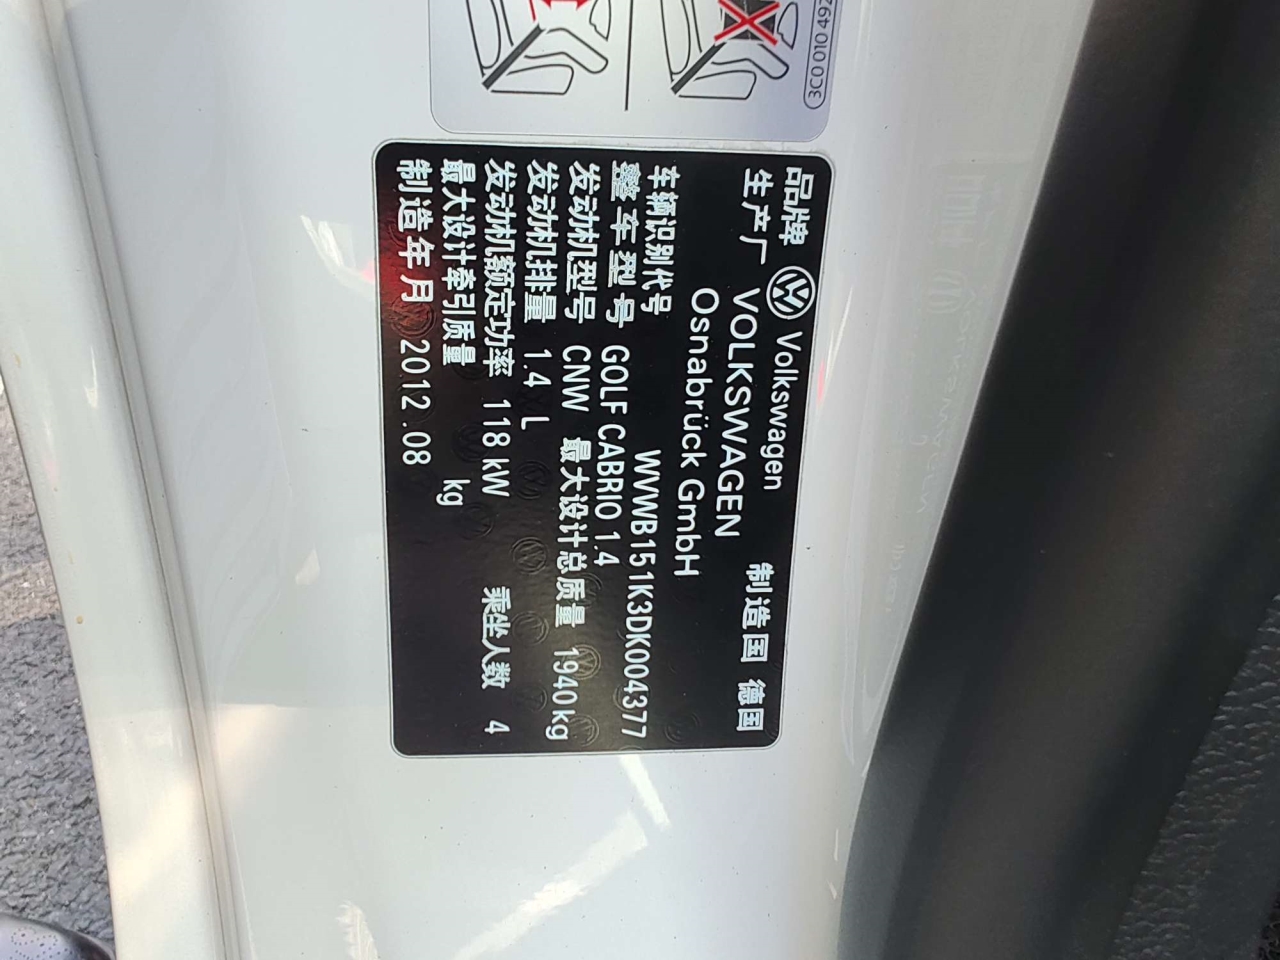 3C0 010 492
品牌 Volkswagen
生产厂 VOLKSWAGEN 制造国 德国
Osnabrück GmbH
车辆识别代号 WVWB151K3DK004377
整车型号 GOLF CABRIO 1.4
发动机型号 CNW 最大设计总质量 1940kg
发动机排量 1.4 L
发动机额定功率 118kW 乘坐人数 4
最大设计牵引质量 kg
制造年月 2012.08